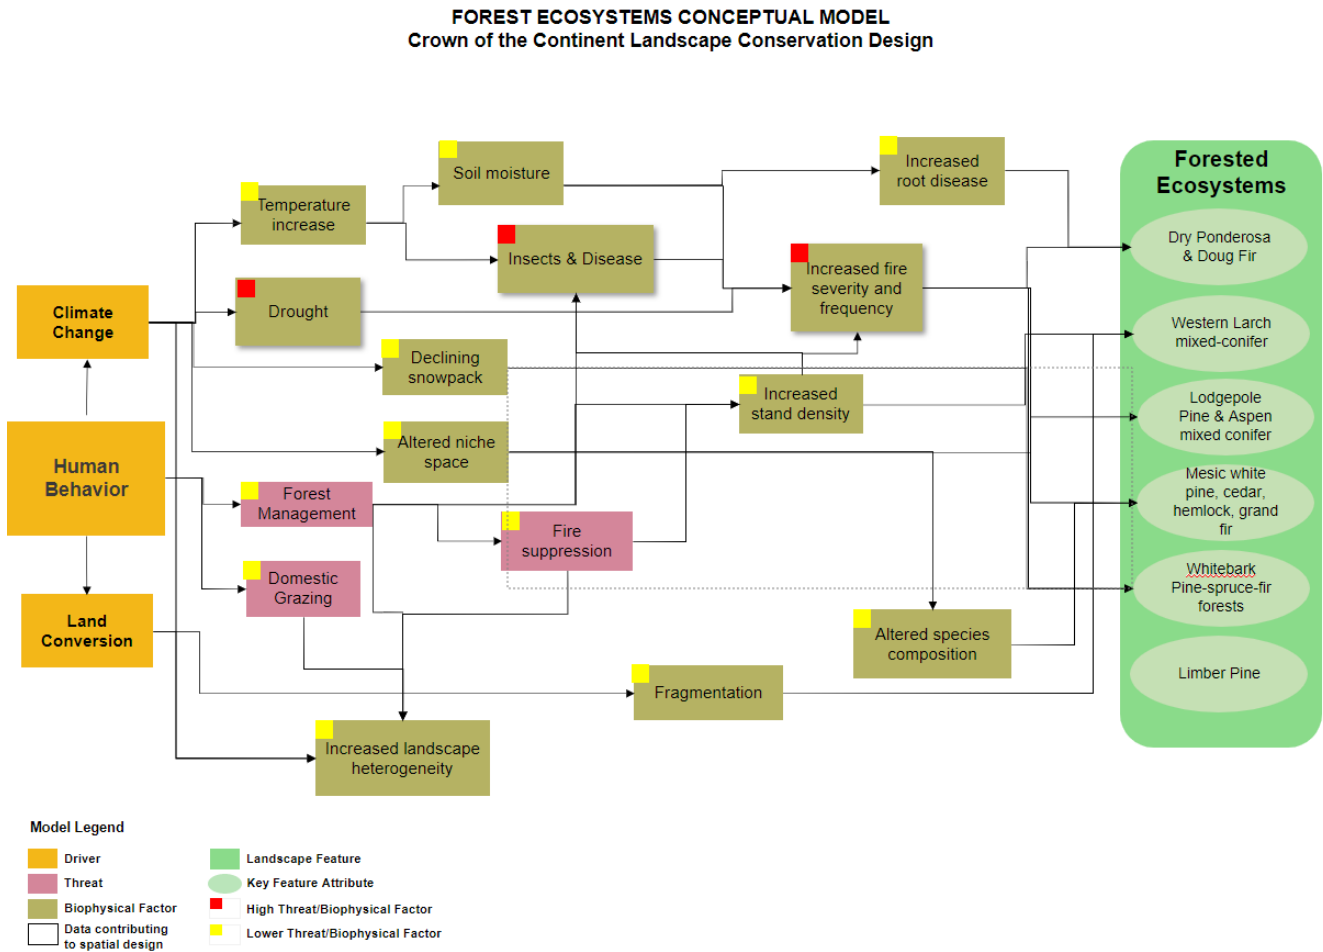 FOREST ECOSYSTEMS CONCEPTUAL MODEL
Crown of the Continent Landscape Conservation Design
Soil moisture
Increased
root disease
Forested
Ecosystems
Temperature
increase
Insects & Disease
Dry Ponderosa
& Doug Fir
Increased fire
severity and
frequency
Climate
Change
Drought
Western Larch
mixed-conifer
Declining
snowpack
Increased
stand density
Lodgepole
Pine & Aspen
mixed conifer
Altered niche
space
Human
Behavior
Forest
Management
Mesic white
pine, cedar,
hemlock, grand
fir
Fire
suppression
Domestic
Grazing
Whitebark
Pine-spruce-fir
forests
Land
Conversion
Altered species
composition
Fragmentation
Limber Pine
Increased landscape
heterogeneity
Model Legend
Driver
Threat
Biophysical Factor
Data contributing
to spatial design
Landscape Feature
Key Feature Attribute
High Threat/Biophysical Factor
Lower Threat/Biophysical Factor